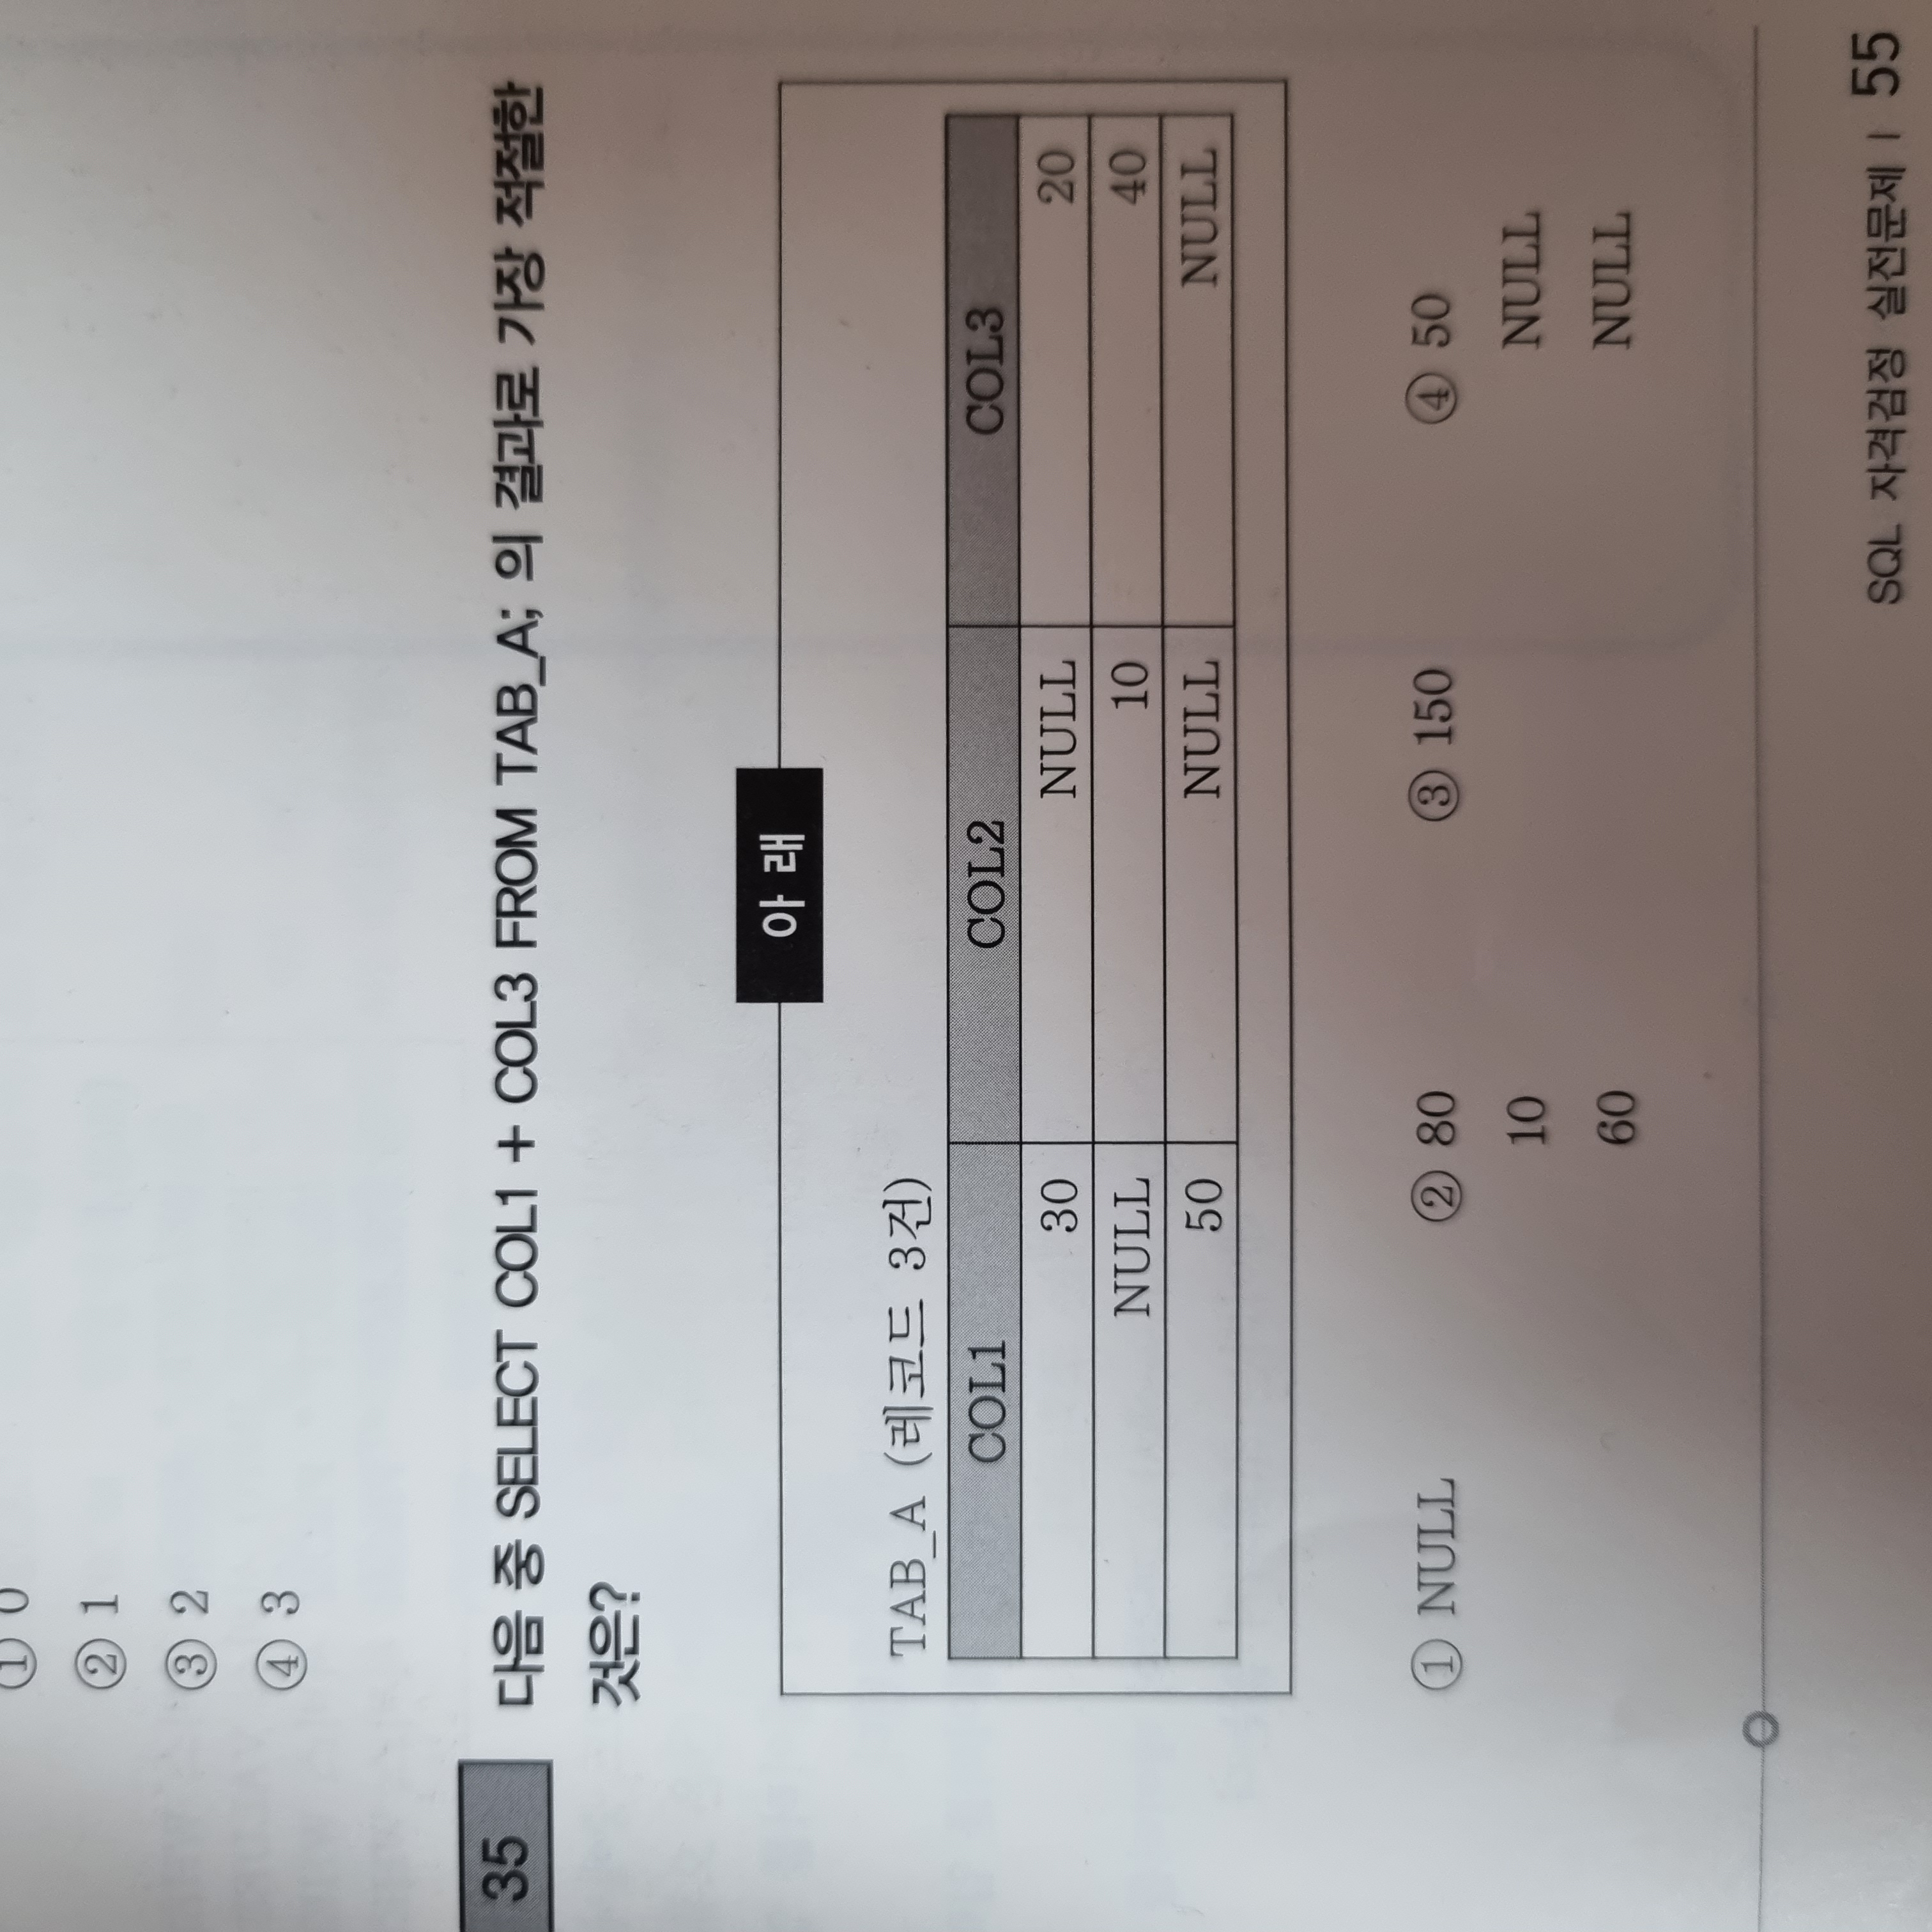 ① 0
② 1
③ 2
④ 3
35 다음 중 SELECT COL1 + COL3 FROM TAB_A; 의 결과로 가장 적절한
것은?
아 래
TAB_A (레코드 3건)
COL1 COL2 COL3
30 NULL 20
NULL 10 40
50 NULL NULL
① NULL ② 80 ③ 150 ④ 50
10 NULL
60 NULL
SQL 자격검정 실전문제 | 55